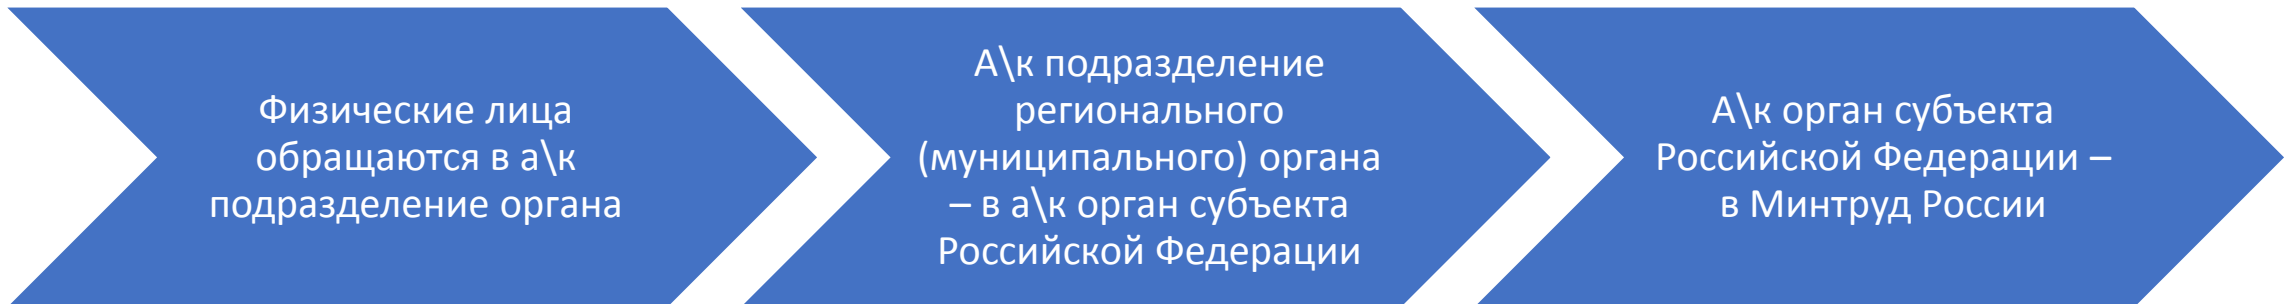 Физические лица
обращаются в а\к
подразделение органа
А\к подразделение
регионального
(муниципального) органа
– в а\к орган субъекта
Российской Федерации
А\к орган субъекта
Российской Федерации –
в Минтруд России